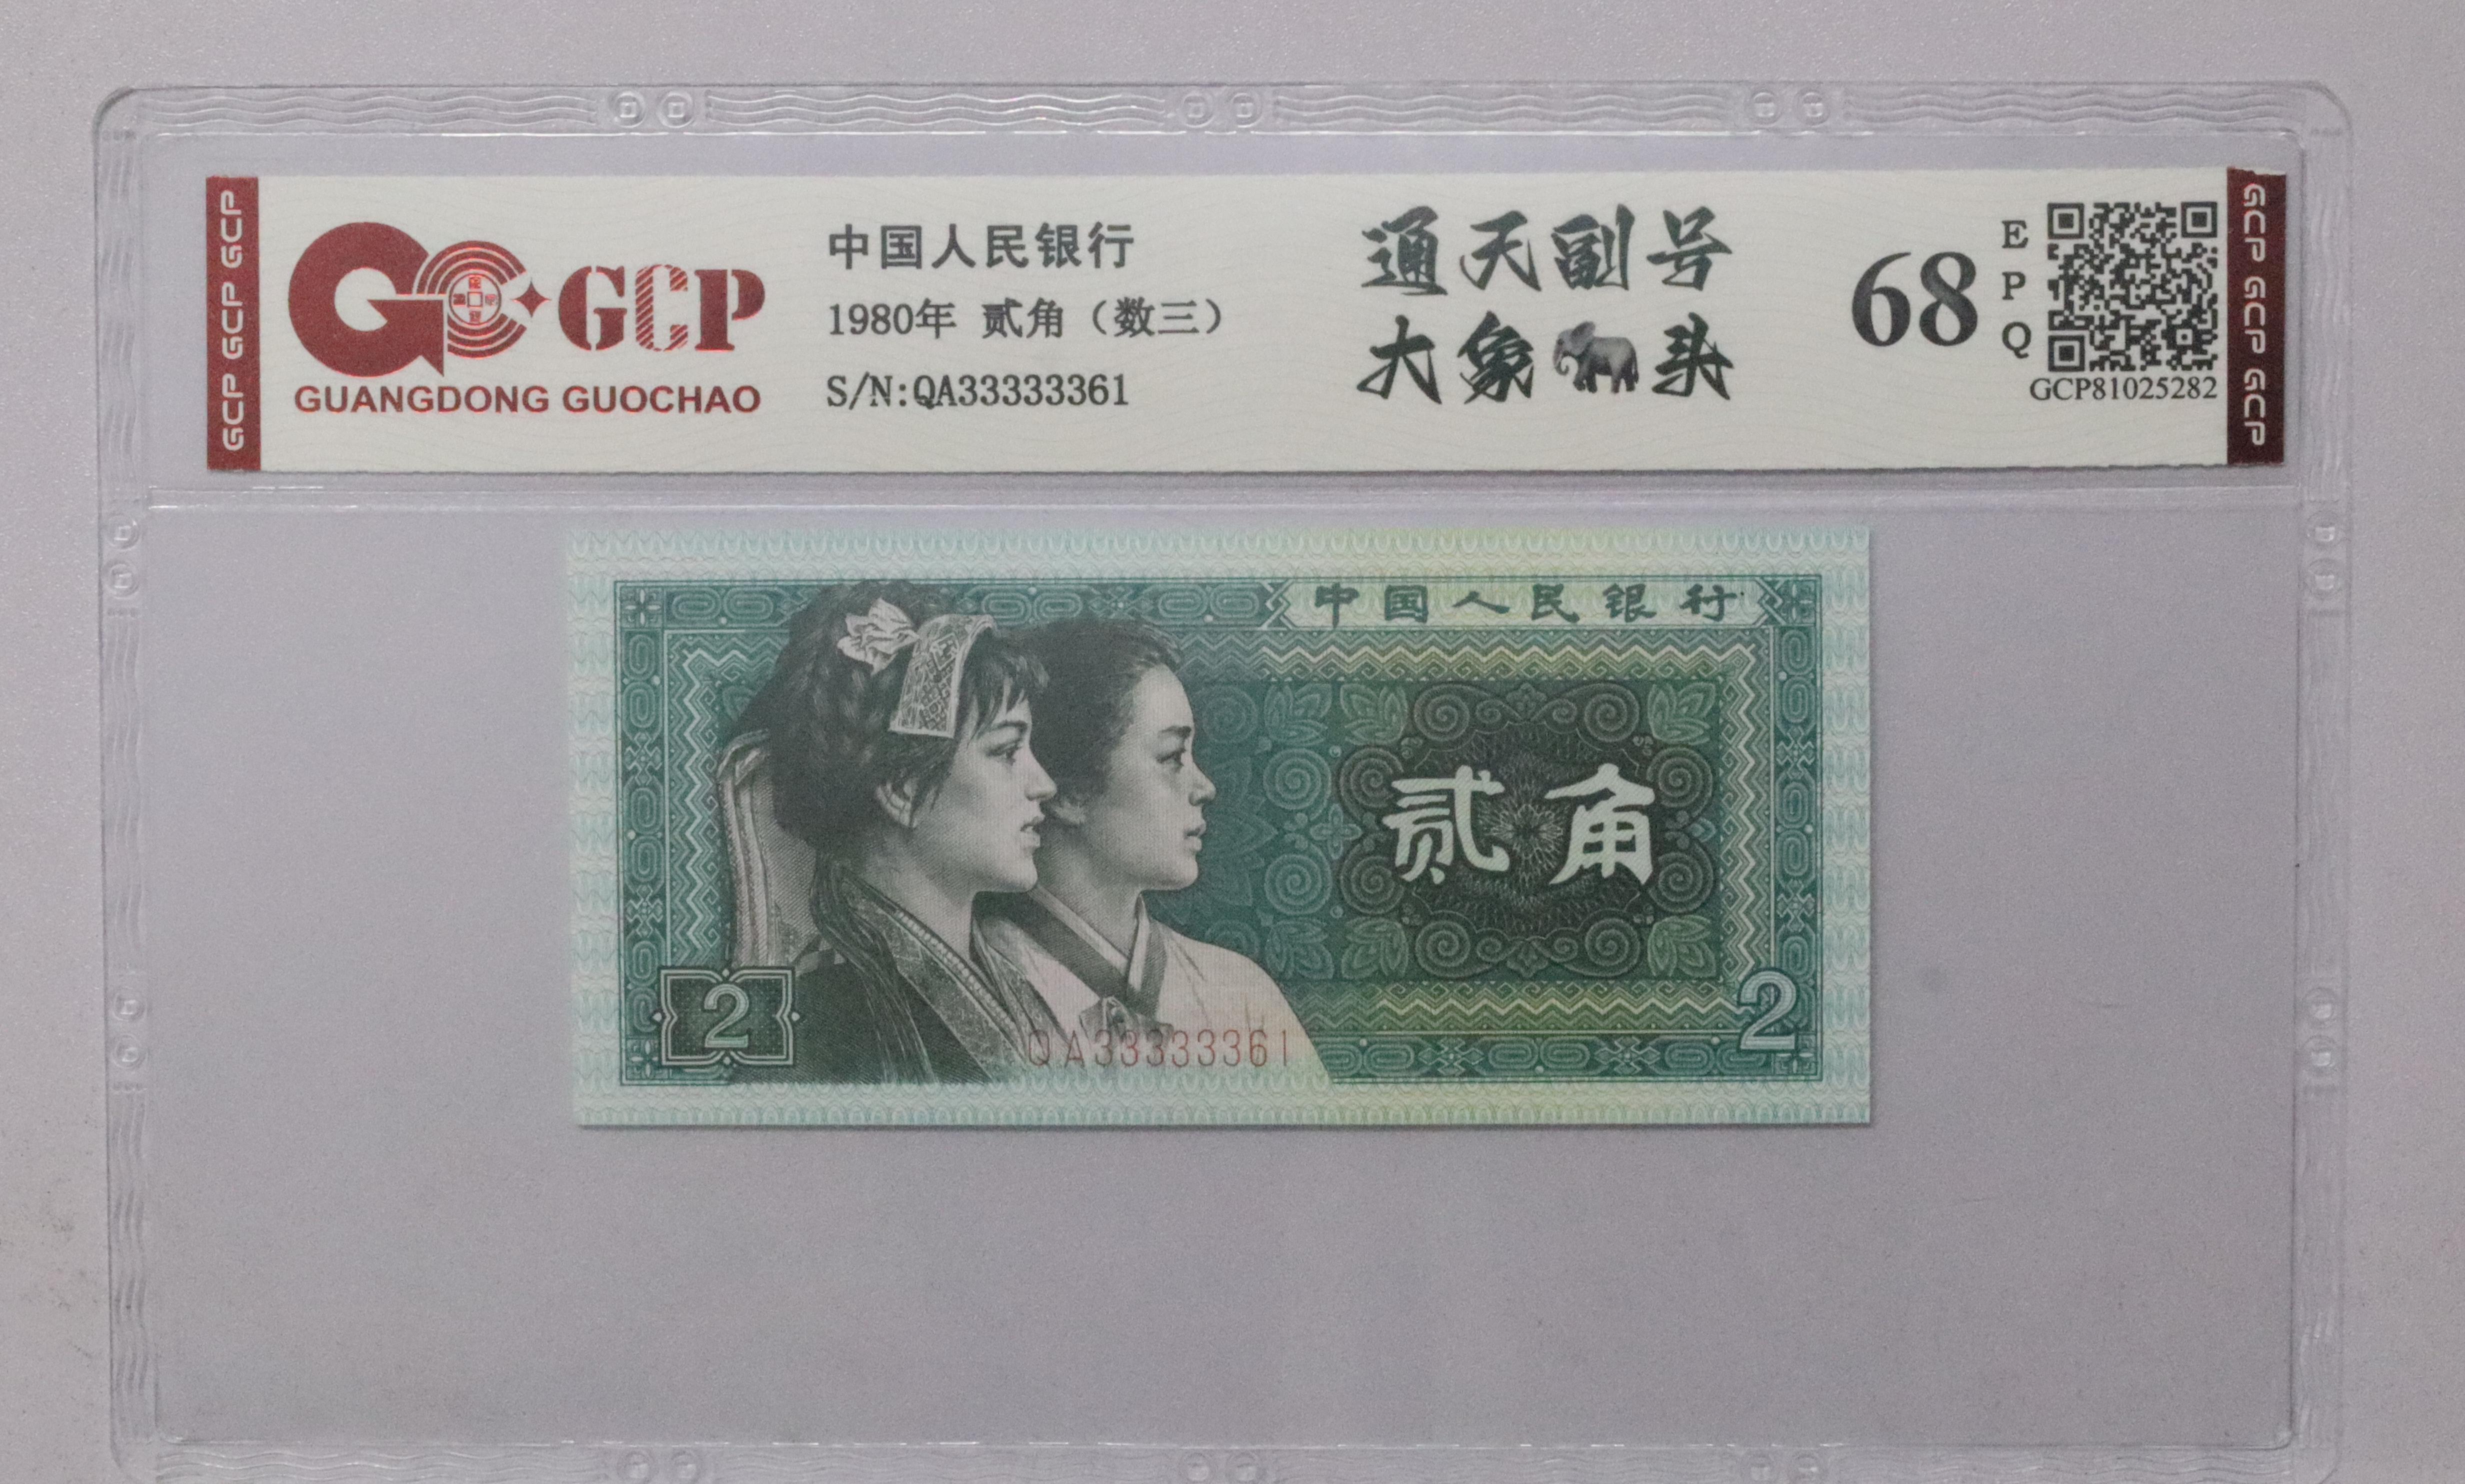 GCP GCP GCP
GCP
GUANGDONG GUOCHAO
中国人民银行
1980年 贰角（数三）
S/N:QA33333361
通天副号
大象头
68
E
P
Q
GCP81025282
GCP GCP GCP
中国人民银行
贰角
2
QA33333361
2